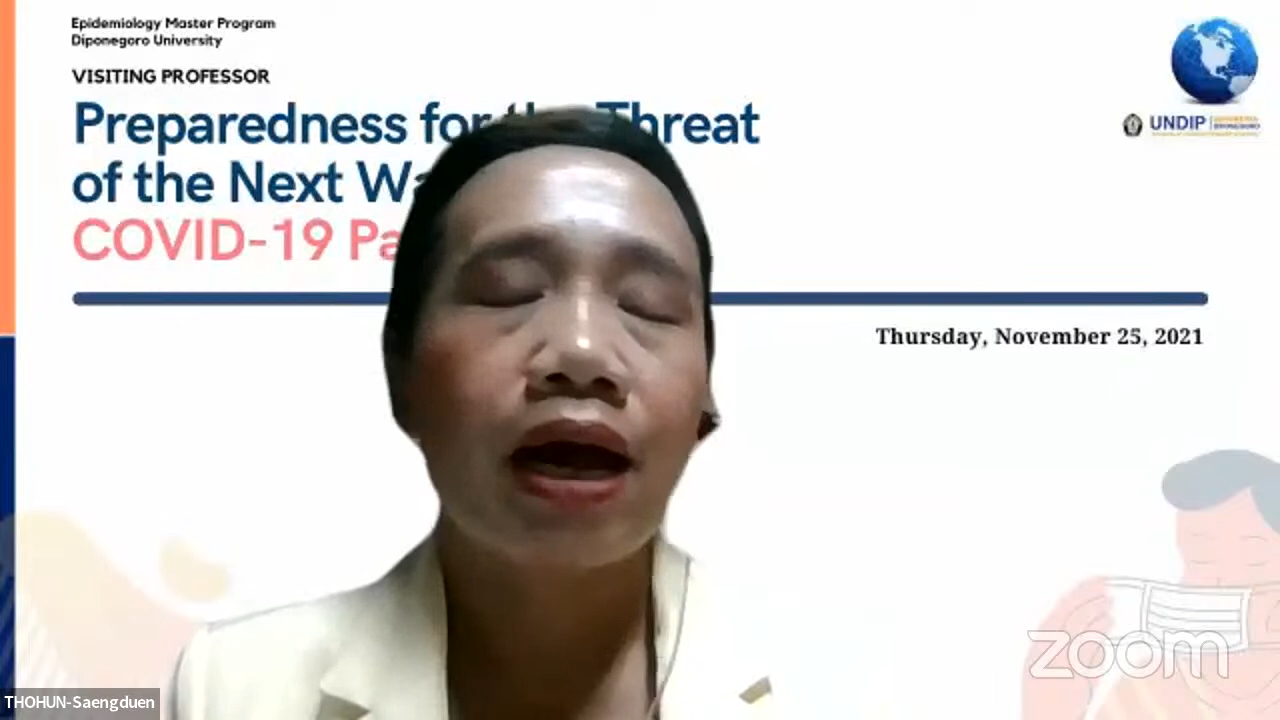 Epidemiology Master Program
Diponegoro University
VISITING PROFESSOR
Preparedness for the Threat
of the Next Wa
COVID-19 Pa
UNDIP
Thursday, November 25, 2021
zoom
THOHUN-Saengduen